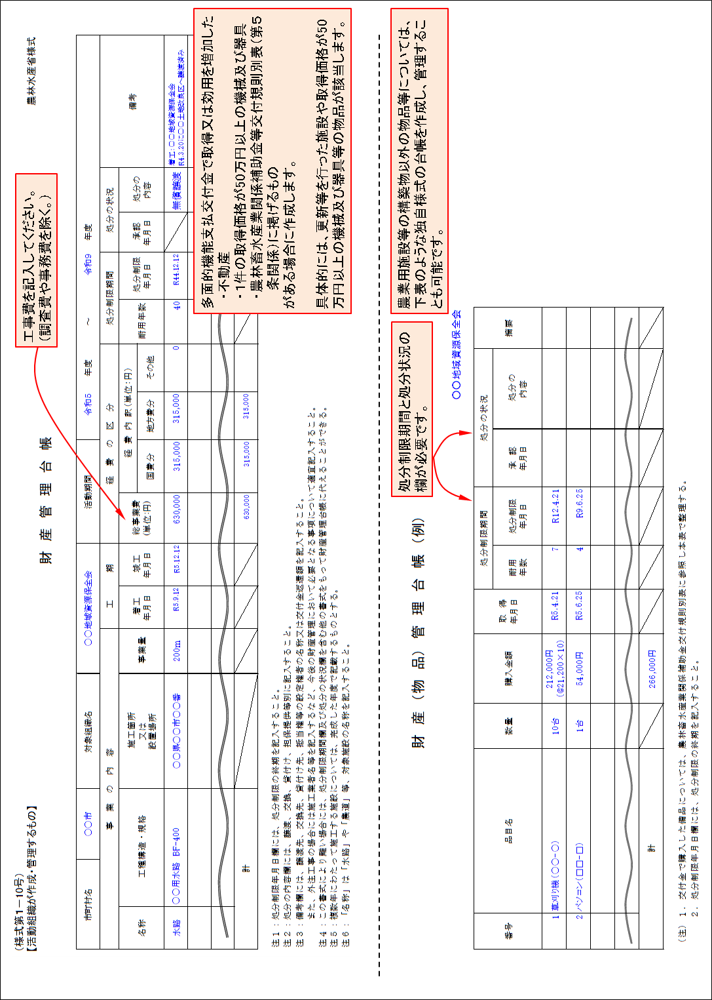 （様式第１－10号）
【活動組織が作成・管理するもの】
農林水産省様式
財産管理台帳
工事費を記入してください。
（調査費や事務費を除く。）
市町村名 〇〇市 対象組織名 〇〇地域資源保全会 活動期間 令和5 年度 ～ 令和9 年度
事業の内容 工期 経費の区分 処分制限期間 処分の状況 備考
名称 工種構造・規格 施工箇所又は設置場所 事業量 着工年月日 竣工年月日 総事業費(単位:円) 経費内訳(単位:円) 耐用年数 処分制限年月日 承認年月日 処分の内容
国費分 地方費分 その他
水路 〇〇用水路 BF-400 〇〇県〇〇市〇〇番 200m R5.9.12 R5.12.12 630,000 315,000 315,000 0 40 R44.12.12 無償譲渡 着工:〇〇地域資源保全会
R4.3.20に〇〇土地改良区へ譲渡済み
計 630,000 315,000 315,000
多面的機能支払交付金で取得又は効用を増加した
・不動産
・1件の取得価格が50万円以上の機械及び器具
・農林畜水産業関係補助金等交付規則別表（第５
条関係）に掲げるもの
がある場合に作成します。
具体的には、更新等を行った施設や取得価格が50
万円以上の機械及び器具等の物品が該当します。
注１：処分制限年月日欄には、処分制限の終期を記入すること。
注２：処分の内容欄には、譲渡、交換、貸付け、担保提供等別に記入すること。
注３：備考欄には、譲渡先、交換先、貸付け先、抵当権等の設定権者の名称又は交付金返還額を記入すること。
また、外注工事の場合には施工業者名等を記入するなど、今後の財産管理において必要となる事項について適宜記入すること。
注４：この書式により難い場合には、処分制限期間欄及び処分の状況欄を含む他の書式をもって財産管理台帳に代えることができる。
注５：複数年にわたって施工する施設については、完成した年度で記載するものとする。
注６：「名称」は「水路」や「農道」等、対象施設の名称を記入すること。
農業用施設等の構築物以外の物品等については、
下表のような独自様式の台帳を作成し、管理するこ
とも可能です。
処分制限期間と処分状況の
欄が必要です。
財産（物品）管理台帳（例）
〇〇地域資源保全会
番号 品目名 数量 購入金額 取得年月日 処分制限期間 処分の状況 摘要
耐用年数 処分制限年月日 承認年月日 処分の内容
1 草刈り機(〇〇-〇) 10台 212,000円
(@21,200×10) R5.4.21 7 R12.4.21
2 パソコン(□□-□) 1台 54,000円 R5.6.25 4 R9.6.25
計 266,000円
（注）１．交付金で購入した備品については、農林畜水産業関係補助金交付規則別表に参照し本表で整理する。
２．処分制限年月日欄には、処分制限の終期を記入すること。